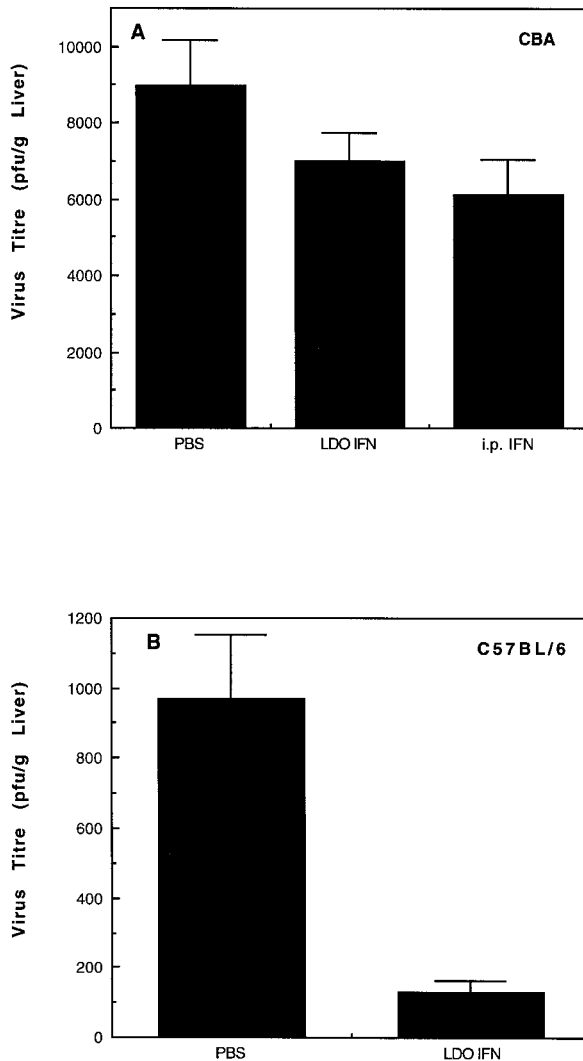 A
CBA
Virus Titre (pfu/g Liver)
10000
8000
6000
4000
2000
0
PBS
LDO IFN
i.p. IFN
B
C57BL/6
Virus Titre (pfu/g Liver)
1200
1000
800
600
400
200
0
PBS
LDO IFN